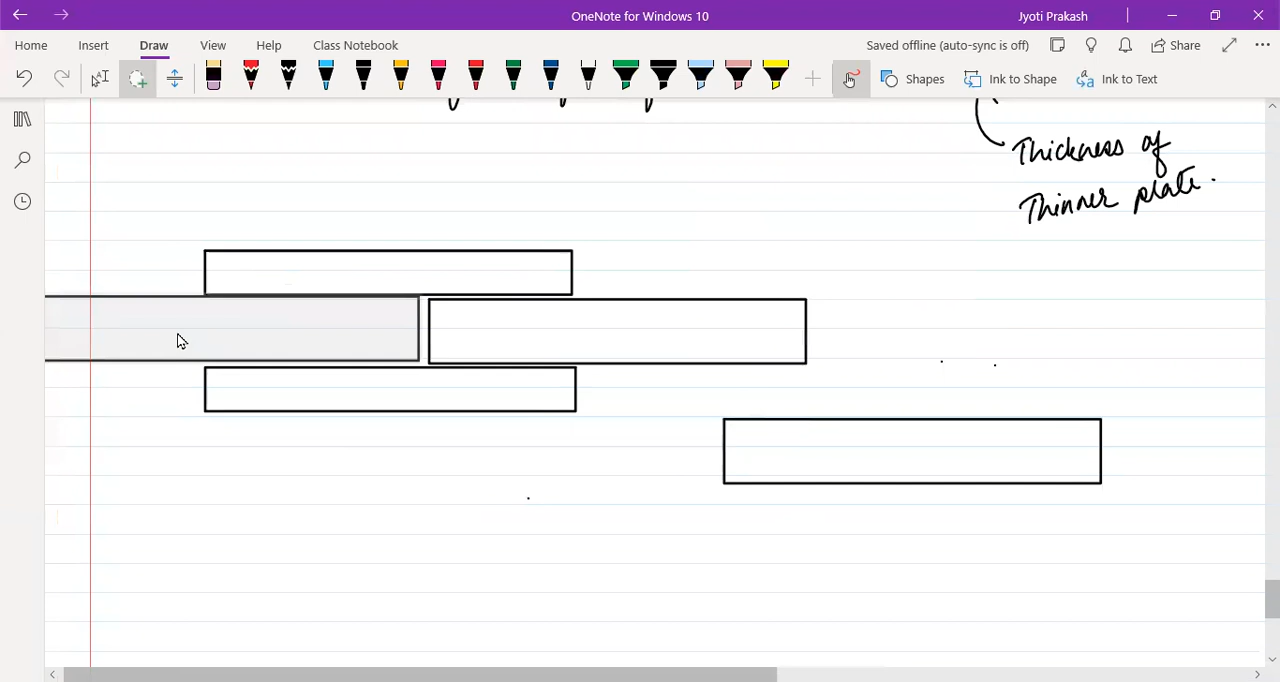 OneNote for Windows 10
Jyoti Prakash
Home Insert Draw View Help Class Notebook
Saved offline (auto-sync is off) Share
Shapes Ink to Shape Ink to Text
Thickness of
Thinner plate.